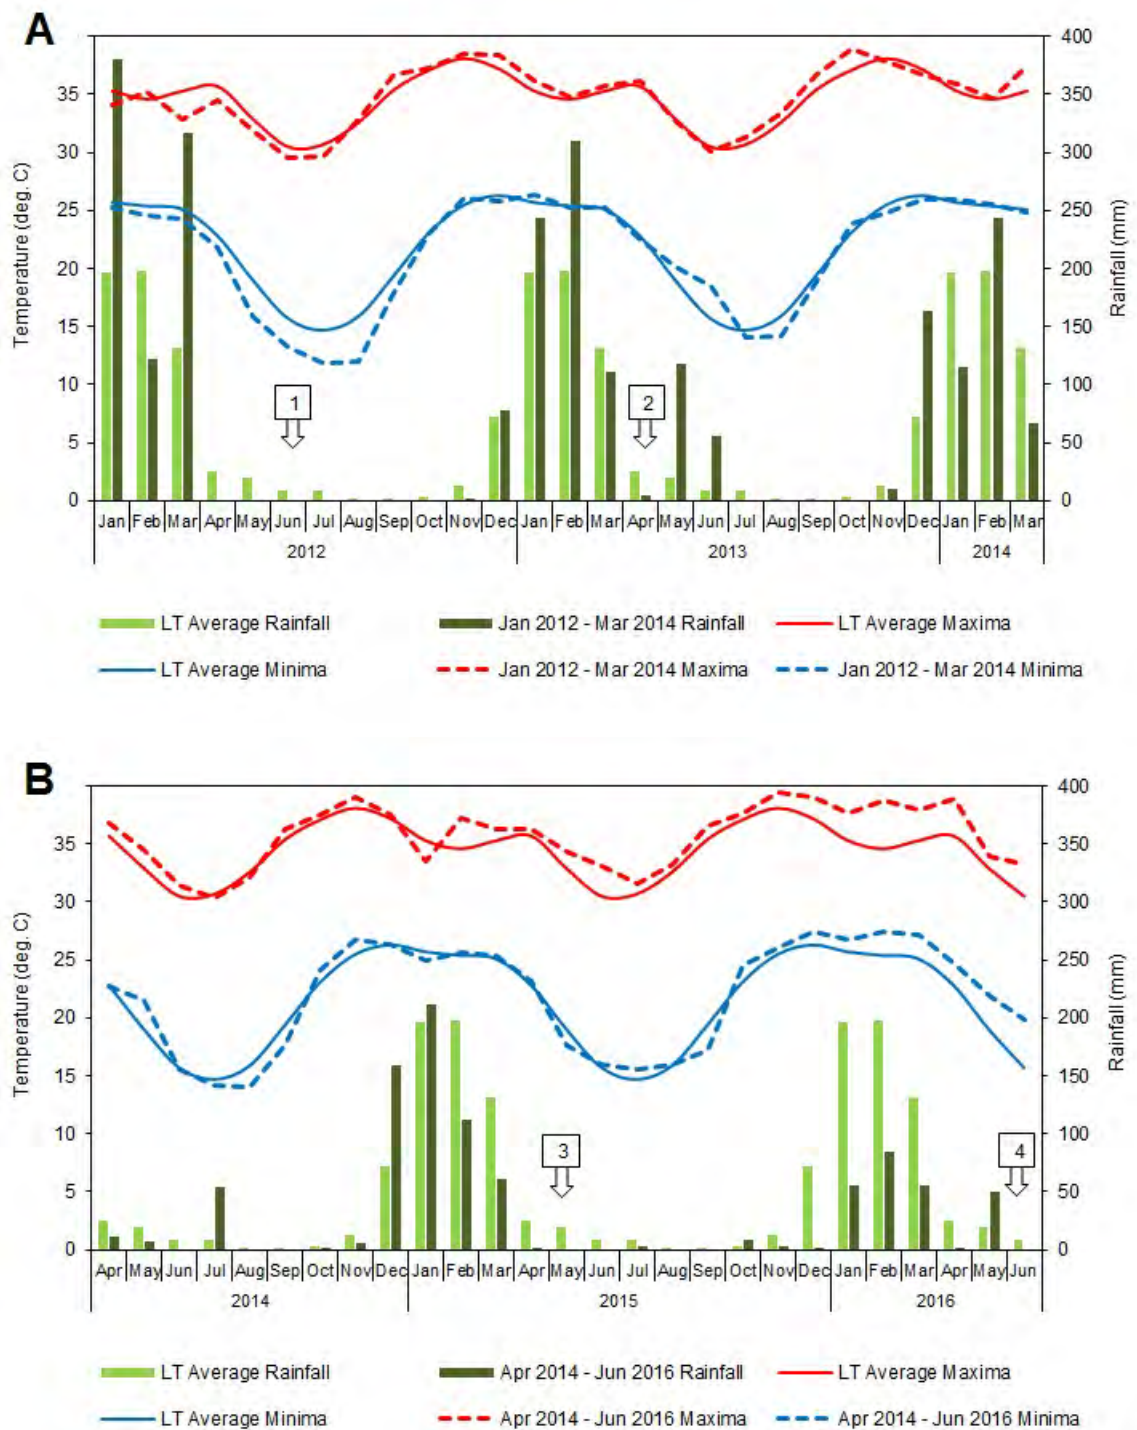 A
Temperature (deg. C)
35
30
25
20
15
10
5
0
400
350
300
250
200
150
100
50
0
Rainfall (mm)
1
2
Jan Feb Mar Apr May Jun Jul Aug Sep Oct Nov Dec Jan Feb Mar Apr May Jun Jul Aug Sep Oct Nov Dec Jan Feb Mar
2012 2013 2014
LT Average Rainfall Jan 2012 - Mar 2014 Rainfall LT Average Maxima
LT Average Minima Jan 2012 - Mar 2014 Maxima Jan 2012 - Mar 2014 Minima
B
Temperature (deg. C)
35
30
25
20
15
10
5
0
400
350
300
250
200
150
100
50
0
Rainfall (mm)
3
4
Apr May Jun Jul Aug Sep Oct Nov Dec Jan Feb Mar Apr May Jun Jul Aug Sep Oct Nov Dec Jan Feb Mar Apr May Jun
2014 2015 2016
LT Average Rainfall Apr 2014 - Jun 2016 Rainfall LT Average Maxima
LT Average Minima Apr 2014 - Jun 2016 Maxima Apr 2014 - Jun 2016 Minima